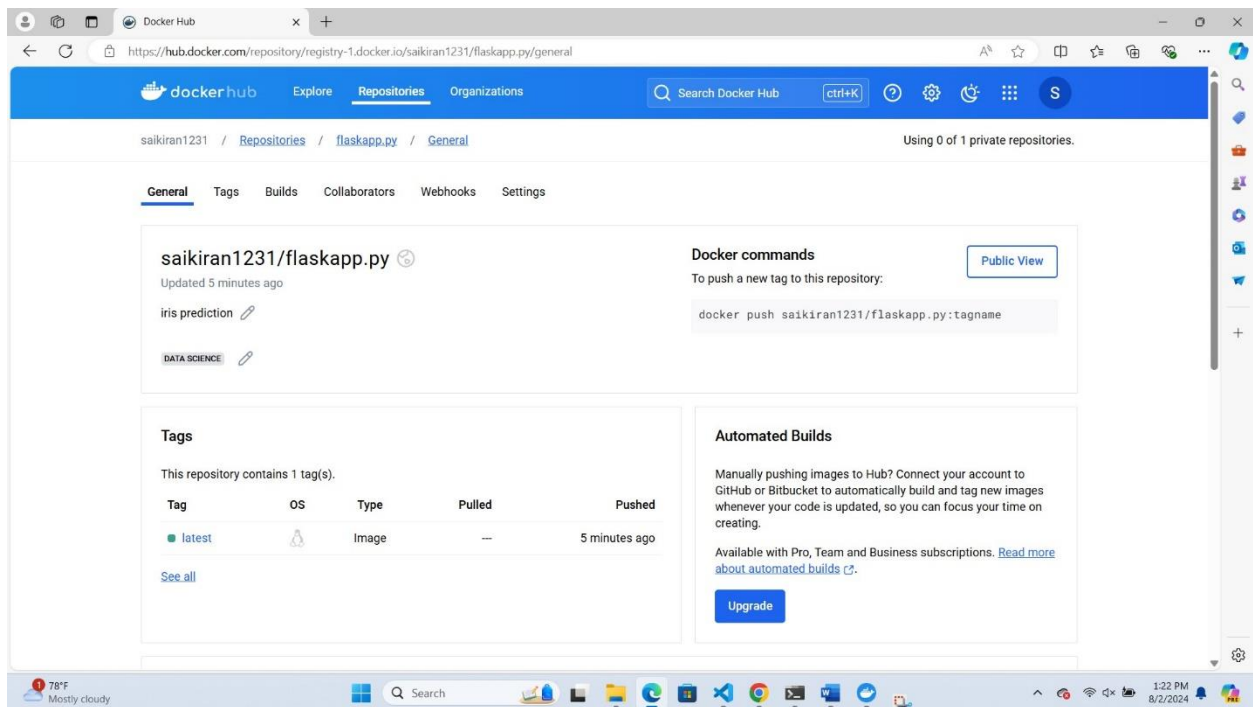 Docker Hub
https://hub.docker.com/repository/registry-1.docker.io/saikiran1231/flaskapp.py/general
dockerhub Explore Repositories Organizations Search Docker Hub ctrl+K S
saikiran1231 / Repositories / flaskapp.py / General Using 0 of 1 private repositories.
General Tags Builds Collaborators Webhooks Settings
saikiran1231/flaskapp.py
Updated 5 minutes ago
iris prediction
DATA SCIENCE
Docker commands
Public View
To push a new tag to this repository:
docker push saikiran1231/flaskapp.py:tagname
Tags
This repository contains 1 tag(s).
Tag OS Type Pulled Pushed
latest Image --- 5 minutes ago
See all
Automated Builds
Manually pushing images to Hub? Connect your account to
GitHub or Bitbucket to automatically build and tag new images
whenever your code is updated, so you can focus your time on
creating.
Available with Pro, Team and Business subscriptions. Read more
about automated builds.
Upgrade
1
78°F
Mostly cloudy
Search
1:22 PM
8/2/2024
PRE